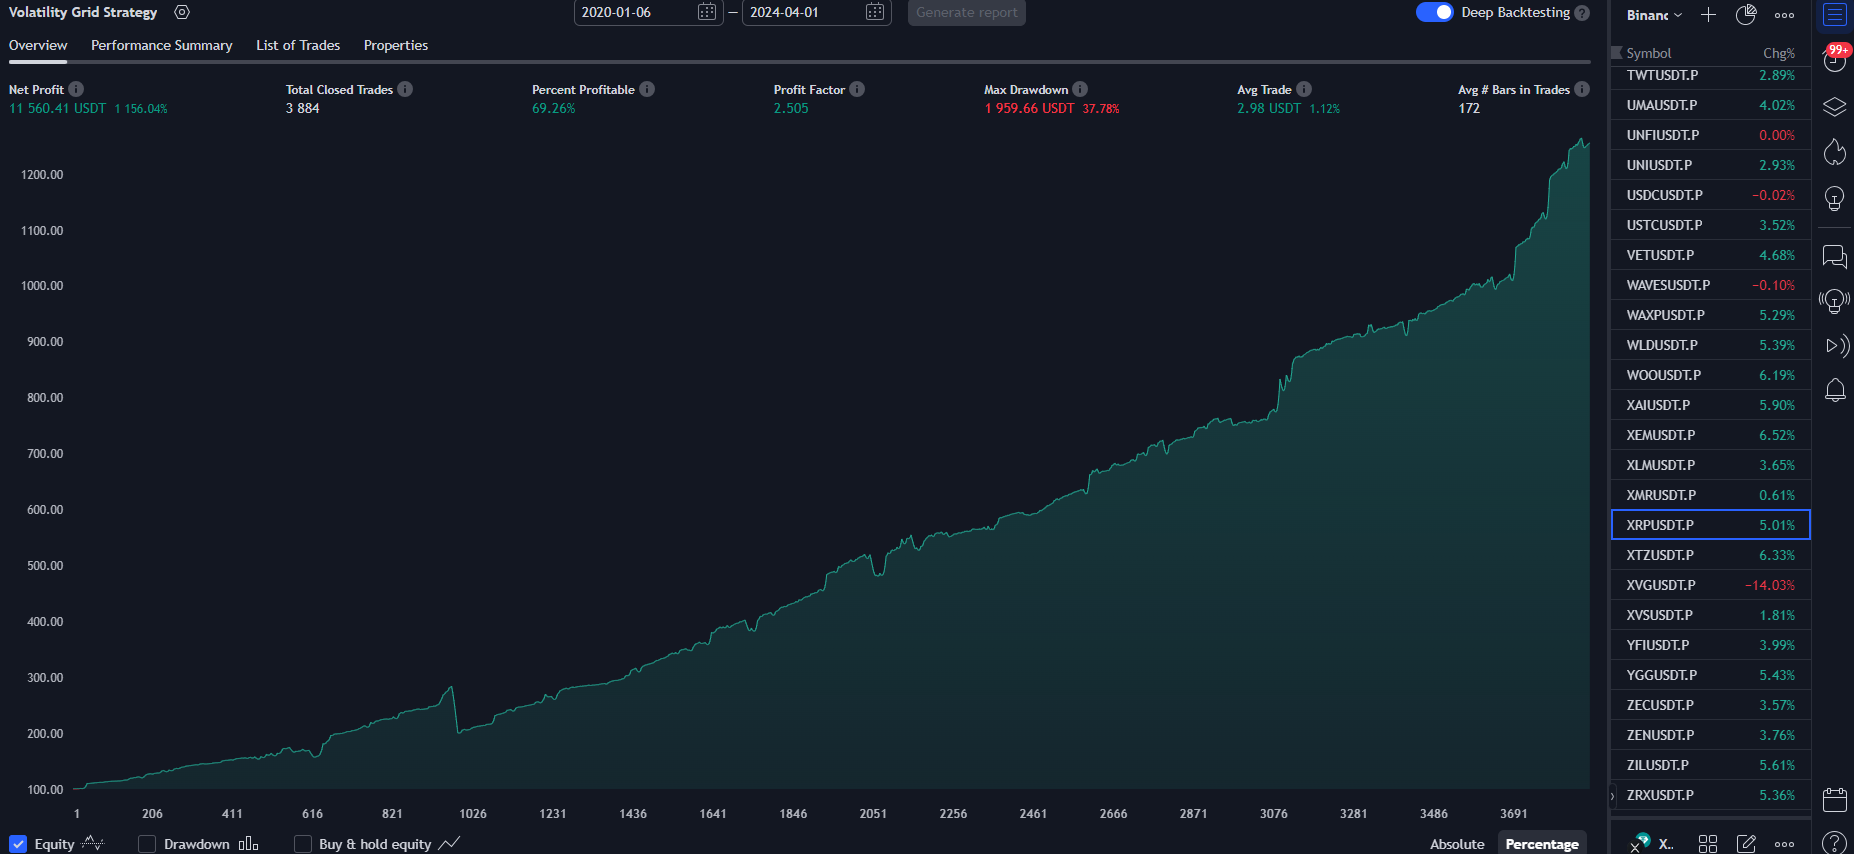 Volatility Grid Strategy
2020-01-06 — 2024-04-01 Generate report
Deep Backtesting
Overview Performance Summary List of Trades Properties
Net Profit Total Closed Trades Percent Profitable Profit Factor Max Drawdown Avg Trade Avg # Bars in Trades
11 560.41 USDT 1 156.04% 3 884 69.26% 2.505 1 959.66 USDT 37.78% 2.98 USDT 1.12% 172
1200.00
1100.00
1000.00
900.00
800.00
700.00
600.00
500.00
400.00
300.00
200.00
100.00
1 206 411 616 821 1026 1231 1436 1641 1846 2051 2256 2461 2666 2871 3076 3281 3486 3691
Equity Drawdown Buy & hold equity Absolute Percentage
Binanc
Symbol Chg%
TWTUSDT.P 2.89%
UMAUSDT.P 4.02%
UNFIUSDT.P 0.00%
UNIUSDT.P 2.93%
USDCUSDT.P −0.02%
USTCUSDT.P 3.52%
VETUSDT.P 4.68%
WAVESUSDT.P −0.10%
WAXPUSDT.P 5.29%
WLDUSDT.P 5.39%
WOOUSDT.P 6.19%
XAIUSDT.P 5.90%
XEMUSDT.P 6.52%
XLMUSDT.P 3.65%
XMRUSDT.P 0.61%
XRPUSDT.P 5.01%
XTZUSDT.P 6.33%
XVGUSDT.P −14.03%
XVSUSDT.P 1.81%
YFIUSDT.P 3.99%
YGGUSDT.P 5.43%
ZECUSDT.P 3.57%
ZENUSDT.P 3.76%
ZILUSDT.P 5.61%
ZRXUSDT.P 5.36%
X..
99+